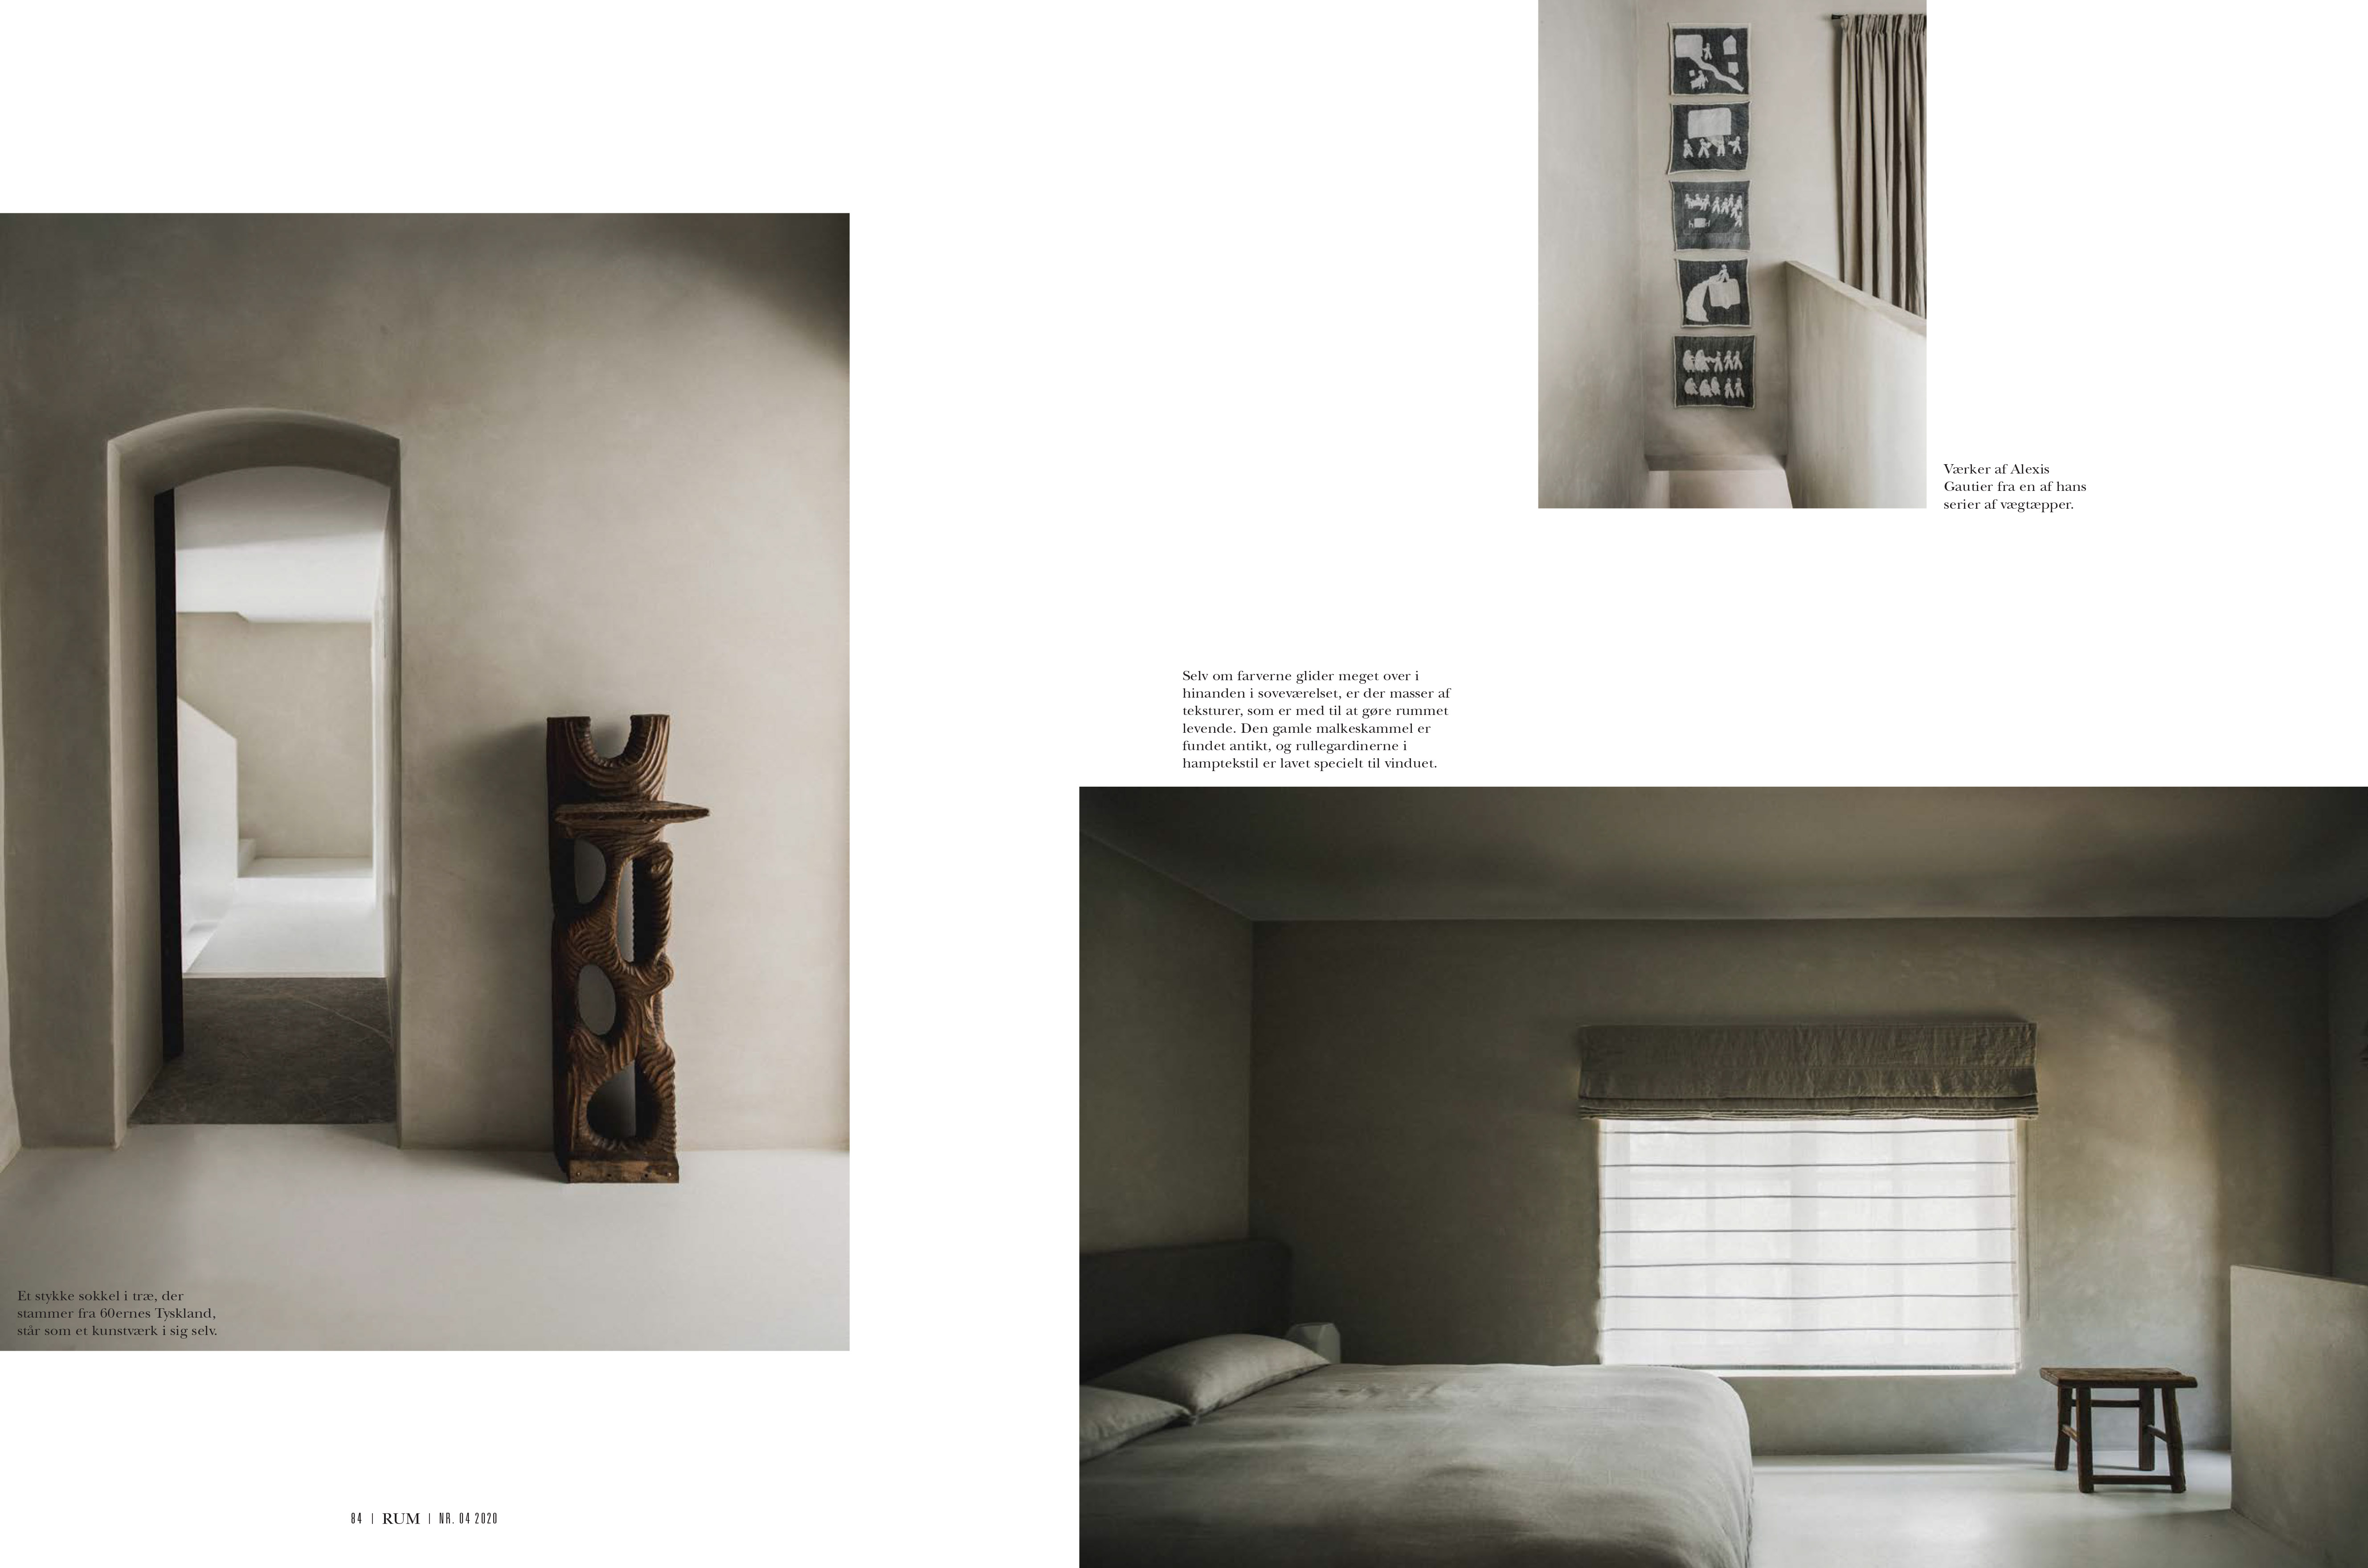 Værker af Alexis
Gautier fra en af hans
serier af vægtæpper.
Selv om farverne glider meget over i
hinanden i soveværelset, er der masser af
teksturer, som er med til at gøre rummet
levende. Den gamle malkeskammel er
fundet antikt, og rullegardinerne i
hamptekstil er lavet specielt til vinduet.
Et stykke sokkel i træ, der
stammer fra 60ernes Tyskland,
står som et kunstværk i sig selv.
84 | RUM | NR. 04 2020